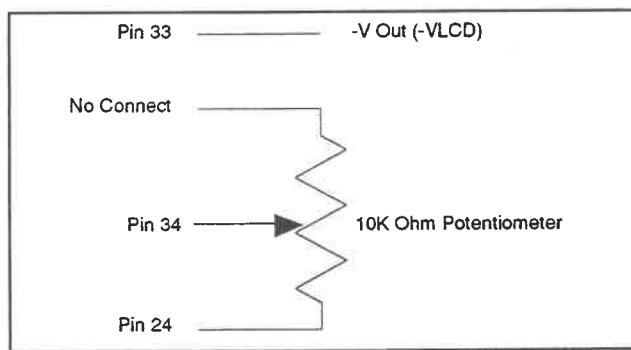 Pin 33 -V Out (-VLCD)
No Connect
Pin 34 10K Ohm Potentiometer
Pin 24